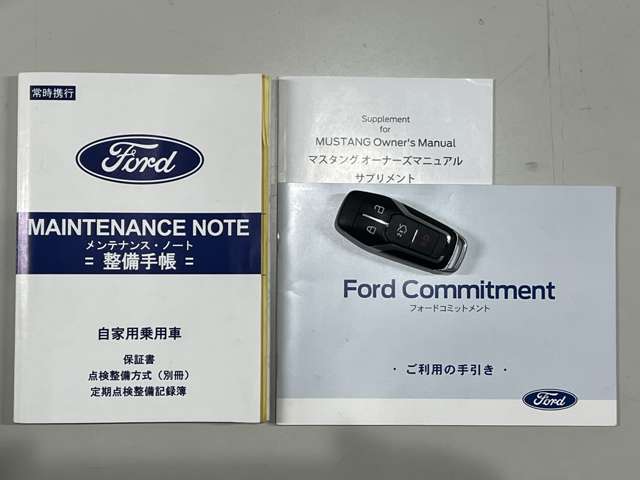 常時携行
Ford
MAINTENANCE NOTE
メンテナンス・ノート
= 整備手帳 =
自家用乗用車
保証書
点検整備方式（別冊）
定期点検整備記録簿
Supplement
for
MUSTANG Owner's Manual
マスタング オーナーズマニュアル
サプリメント
Ford Commitment
フォードコミットメント
・ご利用の手引き・
Ford